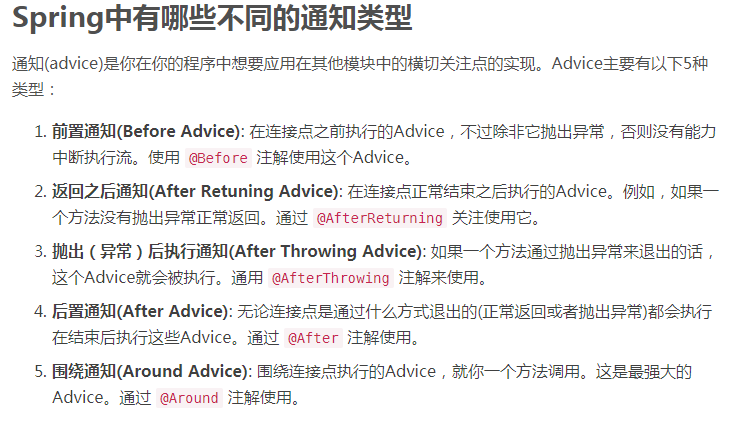 Spring中有哪些不同的通知类型
通知(advice)是你在你的程序中想要应用在其他模块中的横切关注点的实现。Advice主要有以下5种
类型：
1. 前置通知(Before Advice): 在连接点之前执行的Advice，不过除非它抛出异常，否则没有能力
中断执行流。使用 @Before 注解使用这个Advice。
2. 返回之后通知(After Retuning Advice): 在连接点正常结束之后执行的Advice。例如，如果一
个方法没有抛出异常正常返回。通过 @AfterReturning 关注使用它。
3. 抛出（异常）后执行通知(After Throwing Advice): 如果一个方法通过抛出异常来退出的话，
这个Advice就会被执行。通用 @AfterThrowing 注解来使用。
4. 后置通知(After Advice): 无论连接点是通过什么方式退出的(正常返回或者抛出异常)都会执行
在结束后执行这些Advice。通过 @After 注解使用。
5. 围绕通知(Around Advice): 围绕连接点执行的Advice，就你一个方法调用。这是最强大的
Advice。通过 @Around 注解使用。